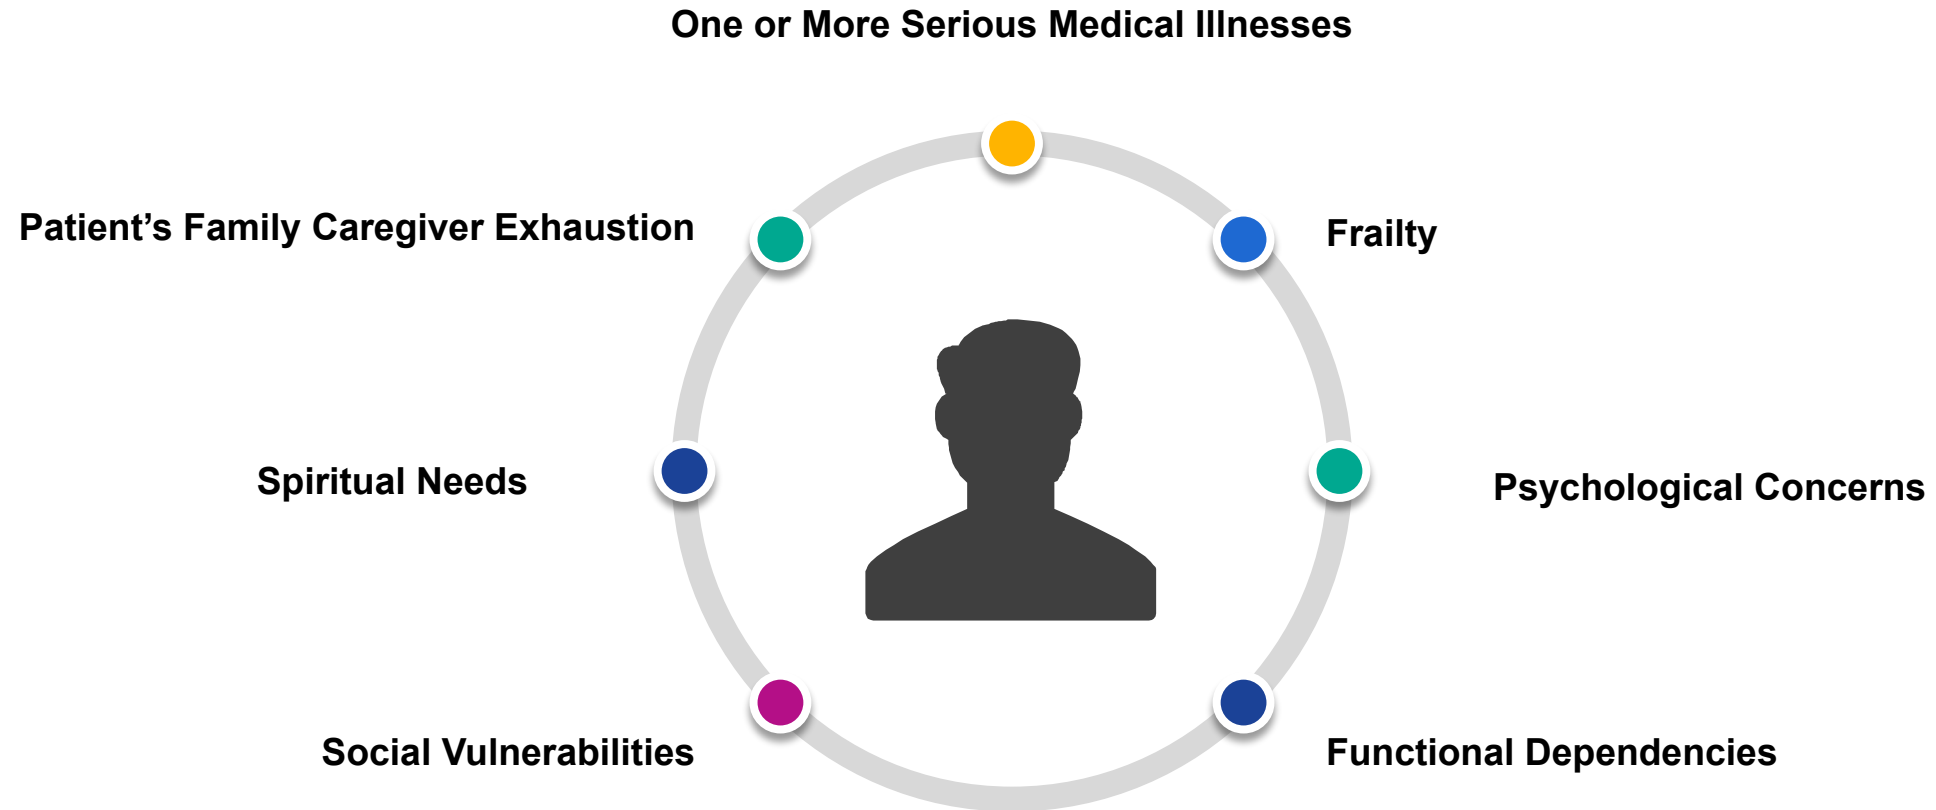 One or More Serious Medical Illnesses
Patient’s Family Caregiver Exhaustion
Frailty
Spiritual Needs
Psychological Concerns
Social Vulnerabilities
Functional Dependencies